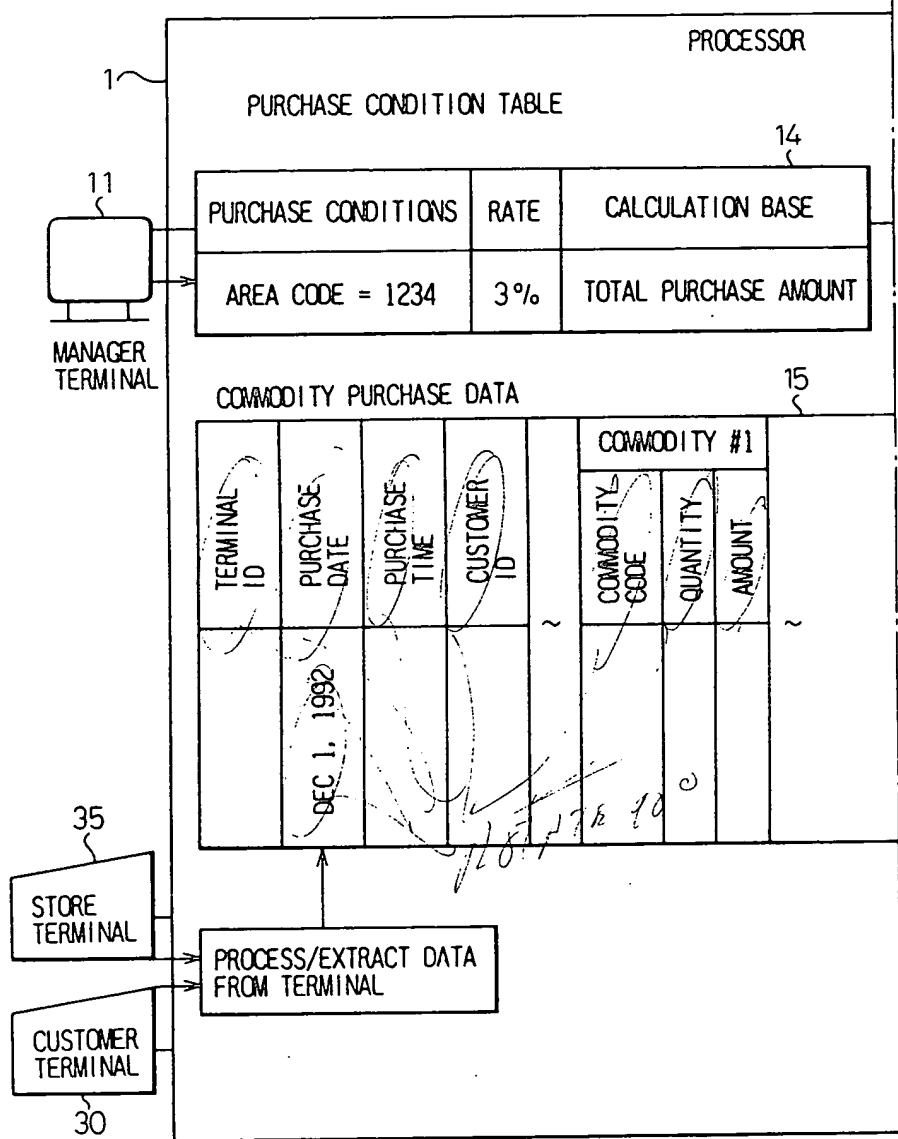 PROCESSOR
1
PURCHASE CONDITION TABLE
14
11
PURCHASE CONDITIONS RATE CALCULATION BASE
AREA CODE = 1234 3% TOTAL PURCHASE AMOUNT
MANAGER
TERMINAL
COMMODITY PURCHASE DATA
15
TERMINAL
ID
PURCHASE
DATE
PURCHASE
TIME
CUSTOMER
ID
~
COMMODITY #1
COMMODITY
CODE
QUANTITY
AMOUNT
~
DEC 1, 1992
35
STORE
TERMINAL
PROCESS/EXTRACT DATA
FROM TERMINAL
CUSTOMER
TERMINAL
30